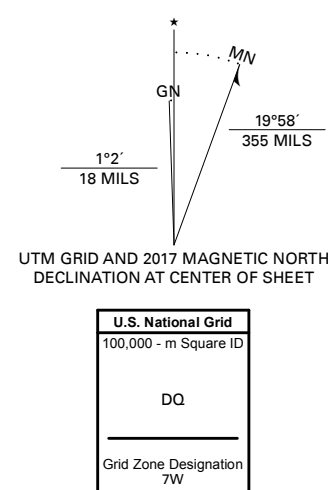 ★
MN
GN
19°58´
355 MILS
1°2´
18 MILS
UTM GRID AND 2017 MAGNETIC NORTH
DECLINATION AT CENTER OF SHEET
U.S. National Grid
100,000 - m Square ID
DQ
Grid Zone Designation
7W